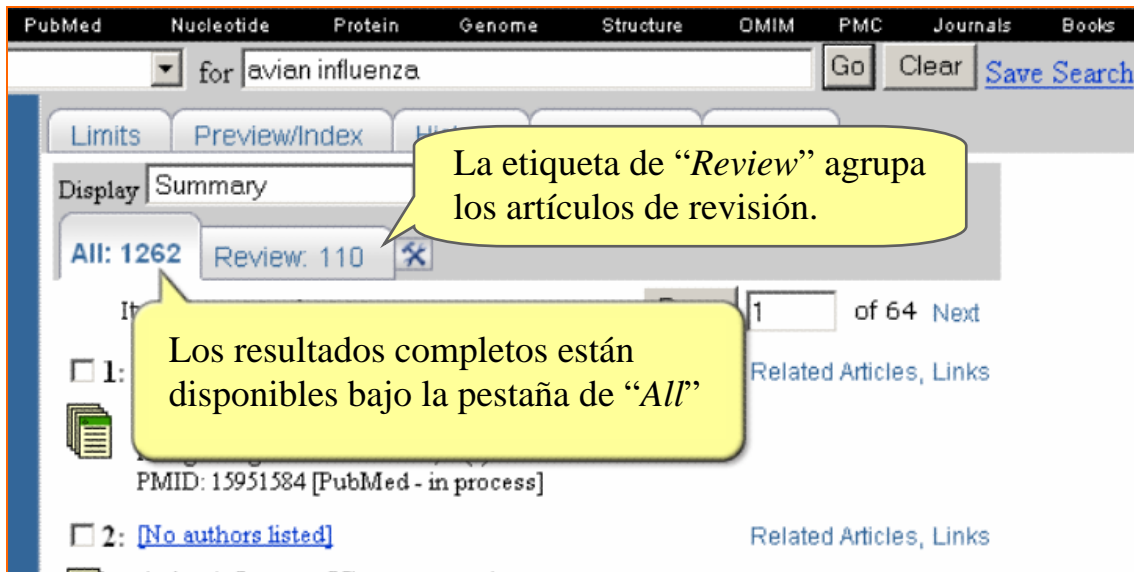 PubMed Nucleotide Protein Genome Structure OMIM PMC Journals Books
for avian influenza Go Clear Save Search
Limits Preview/Index
La etiqueta de “Review” agrupa
los artículos de revisión.
Display Summary
All: 1262 Review: 110
1 of 64 Next
Los resultados completos están
disponibles bajo la pestaña de “All”
1: Related Articles, Links
PMID: 15951584 [PubMed - in process]
2: [No authors listed] Related Articles, Links